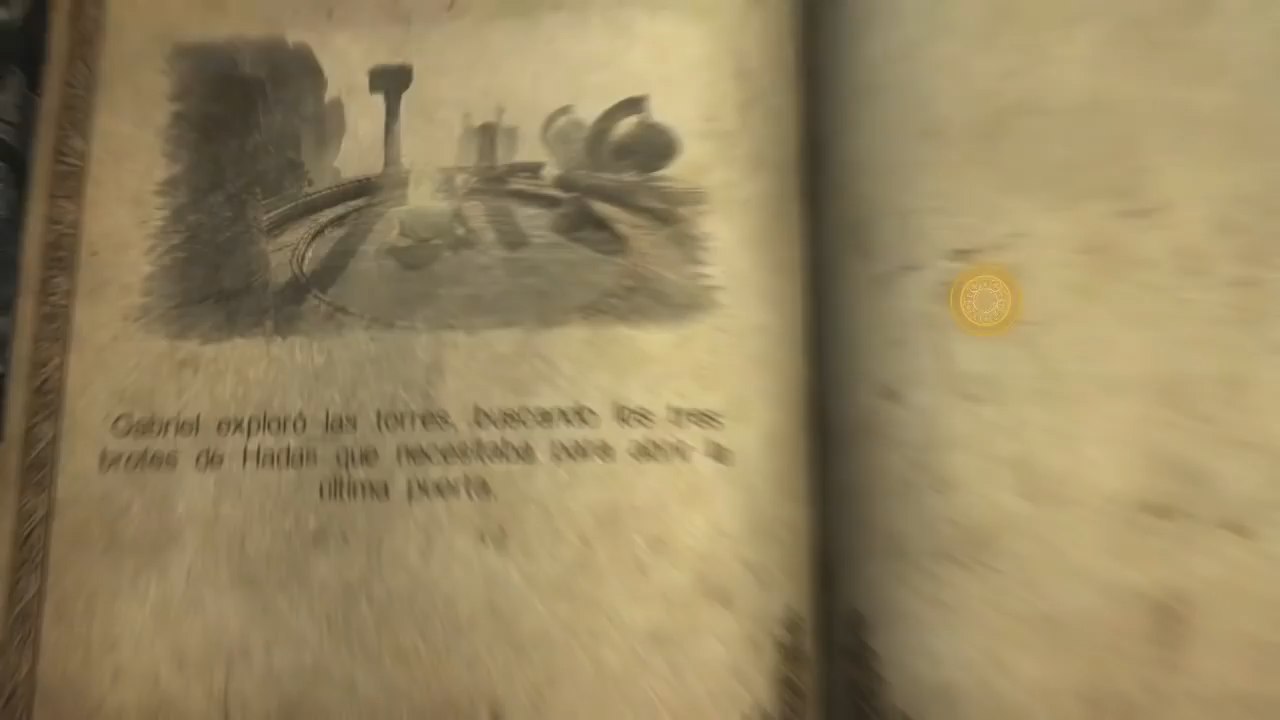 Gabriel exploró las torres, buscando los tres
brotes de Hadas que necesitaba para abrir la
última puerta.